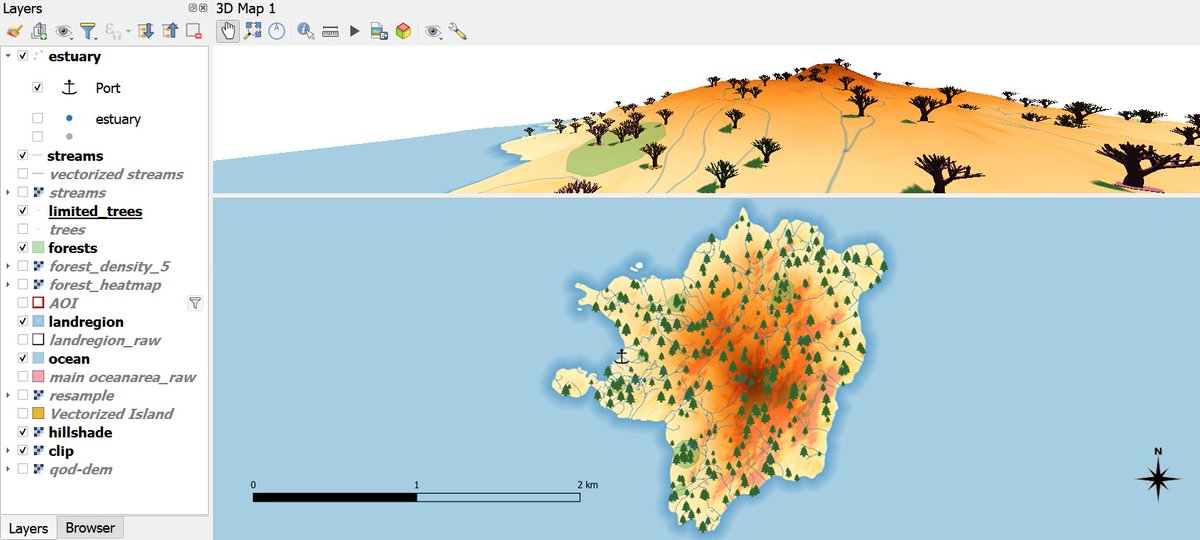 Layers
3D Map 1
estuary
Port
estuary
streams
vectorized streams
streams
limited_trees
trees
forests
forest_density_5
forest_heatmap
AOI
landregion
landregion_raw
ocean
main oceanarea_raw
resample
Vectorized Island
hillshade
clip
qod-dem
Layers
Browser
0 1 2 km
N